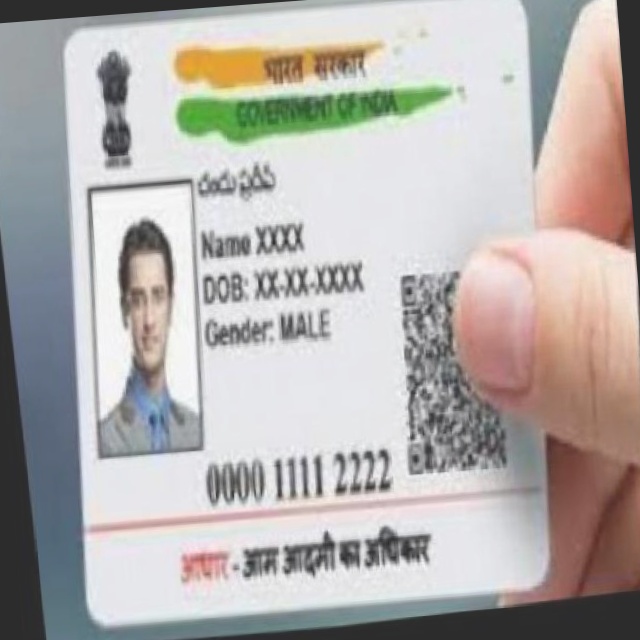 भारत सरकार
GOVERNMENT OF INDIA
Name XXXX
DOB: XX-XX-XXXX
Gender: MALE
0000 1111 2222
आधार - आम आदमी का अधिकार